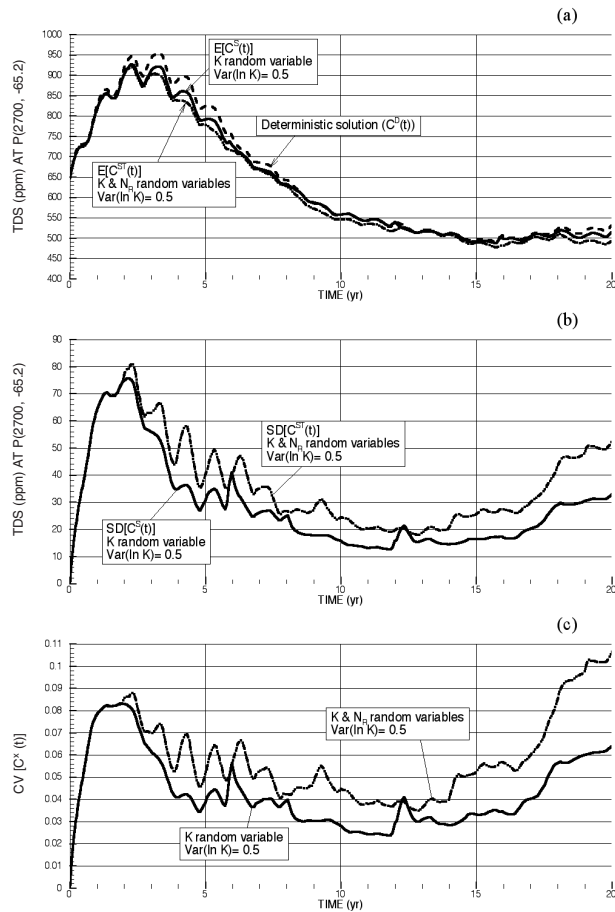 (a)
TDS (ppm) AT P(2700, -65.2)
1000
950
900
850
800
750
700
650
600
550
500
450
400
E[C^S(t)]
K random variable
Var(ln K)= 0.5
Deterministic solution (C^D(t))
E[C^ST(t)]
K & N_R random variables
Var(ln K)= 0.5
0 5 10 15 20
TIME (yr)
(b)
TDS (ppm) AT P(2700, -65.2)
90
80
70
60
50
40
30
20
10
0
SD[C^ST(t)]
K & N_R random variables
Var(ln K)= 0.5
SD[C^S(t)]
K random variable
Var(ln K)= 0.5
0 5 10 15 20
TIME (yr)
(c)
CV [C^x (t)]
0.11
0.1
0.09
0.08
0.07
0.06
0.05
0.04
0.03
0.02
0.01
0
K & N_R random variables
Var(ln K)= 0.5
K random variable
Var(ln K)= 0.5
0 5 10 15 20
TIME (yr)